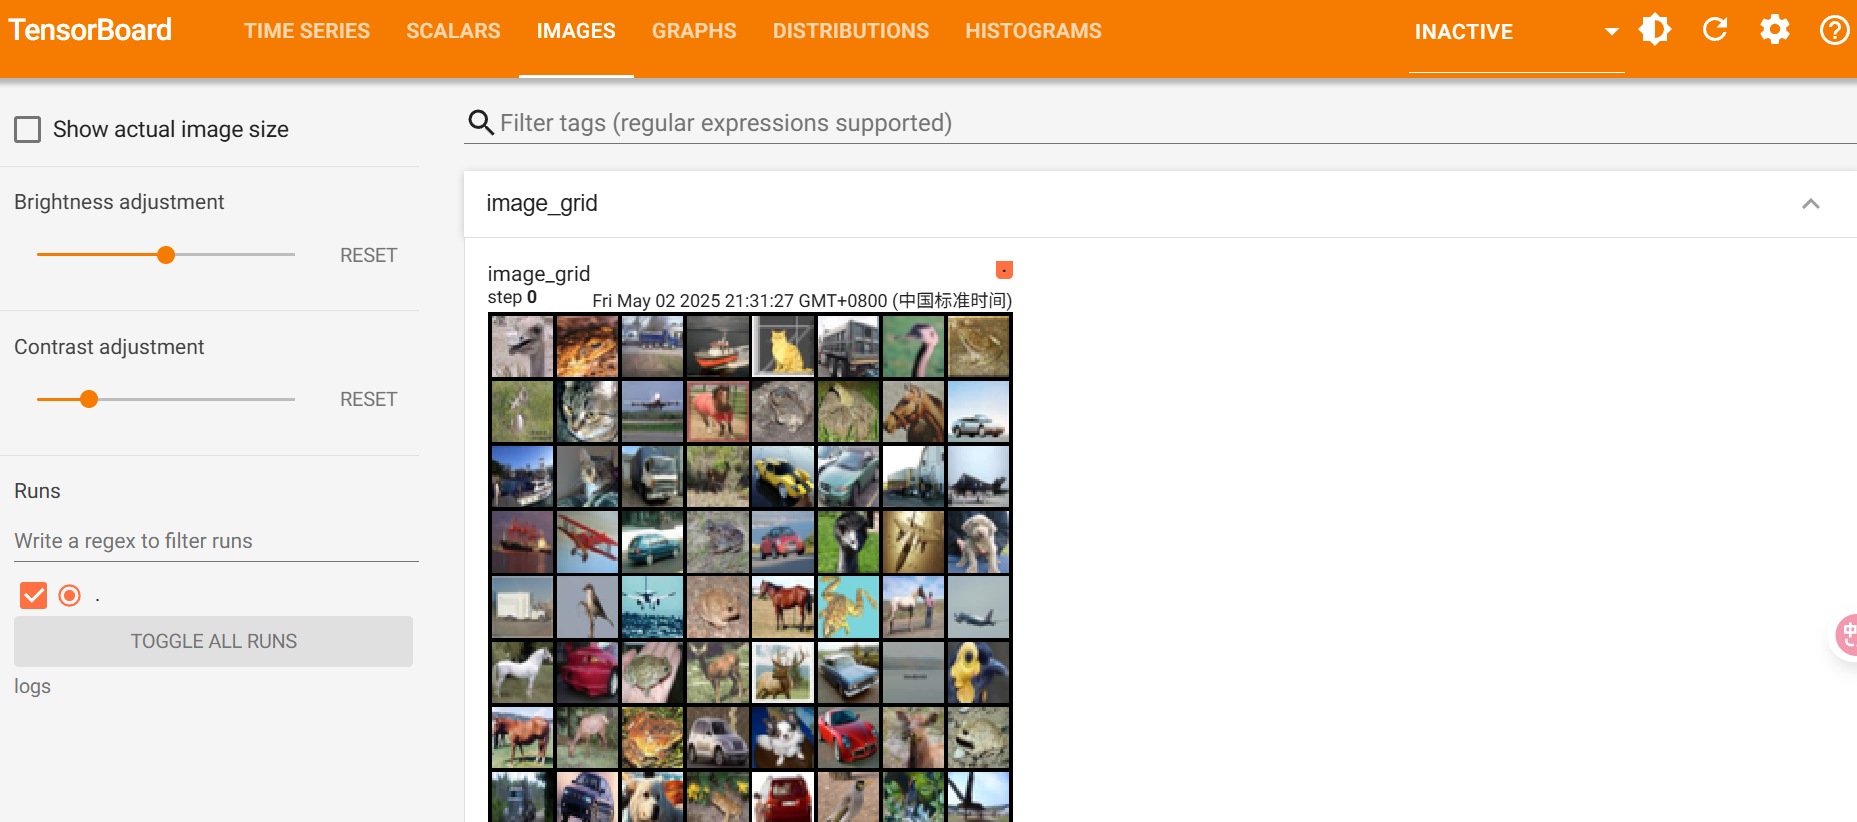 TensorBoard
TIME SERIES SCALARS IMAGES GRAPHS DISTRIBUTIONS HISTOGRAMS
INACTIVE
Show actual image size
Filter tags (regular expressions supported)
Brightness adjustment
RESET
Contrast adjustment
RESET
Runs
Write a regex to filter runs
.
TOGGLE ALL RUNS
logs
image_grid
image_grid
.
step 0
Fri May 02 2025 21:31:27 GMT+0800 (中国标准时间)